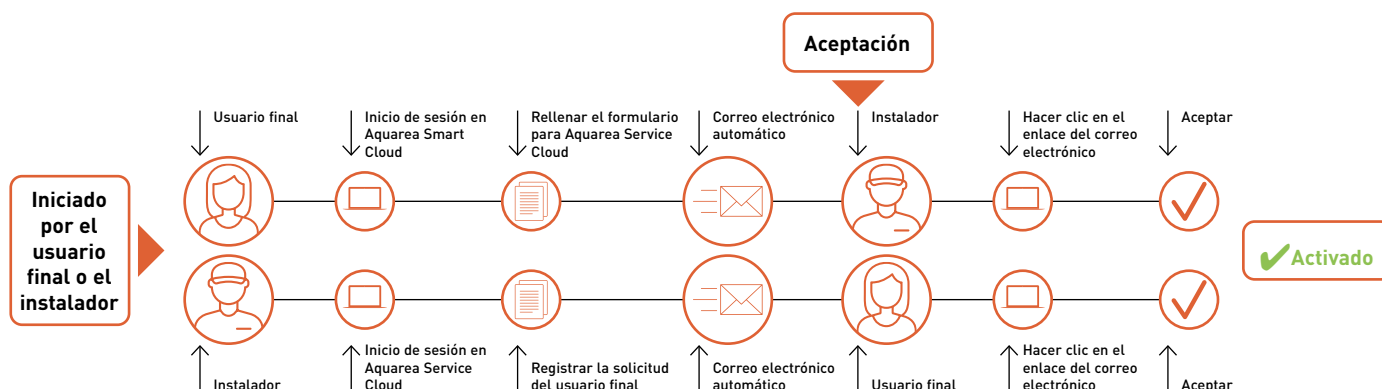 Aceptación
Usuario final
Inicio de sesión en
Aquarea Smart
Cloud
Rellenar el formulario
para Aquarea Service
Cloud
Correo electrónico
automático
Instalador
Hacer clic en el
enlace del correo
electrónico
Aceptar
Iniciado
por el
usuario
final o el
instalador
Activado
Instalador
Inicio de sesión en
Aquarea Service
Cloud
Registrar la solicitud
del usuario final
Correo electrónico
automático
Usuario final
Hacer clic en el
enlace del correo
electrónico
Aceptar